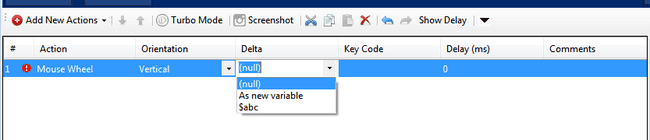 Add New Actions Turbo Mode Screenshot Show Delay
# Action Orientation Delta Key Code Delay (ms) Comments
1 Mouse Wheel Vertical (null) 0
(null)
As new variable
$abc